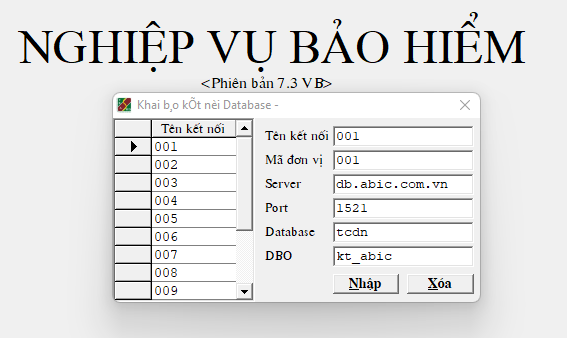 NGHIỆP VỤ BẢO HIỂM
<Phiên bản 7.3 VB>
Khai b¸o kÕt nèi Database -
Tên kết nối
001
002
003
004
005
006
007
008
009
Tên kết nối 001
Mã đơn vị 001
Server db.abic.com.vn
Port 1521
Database tcdn
DBO kt_abic
Nhập Xóa